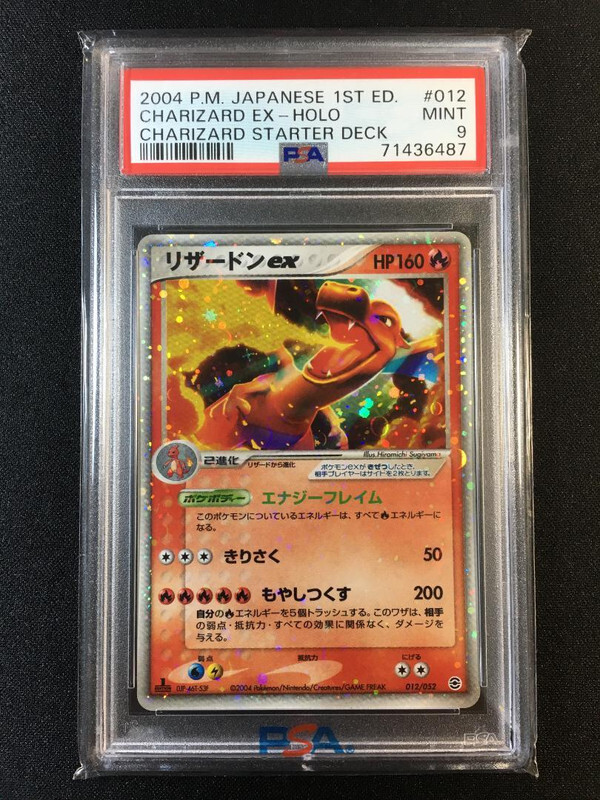 2004 P.M. JAPANESE 1ST ED. #012
CHARIZARD EX-HOLO MINT
CHARIZARD STARTER DECK 9
PSA 71436487
リザードンex HP160
Illus.Hiromichi Sugiyama
2進化 リザードから進化
ポケモンexがきぜつしたとき、
相手プレイヤーはサイドを2枚とります。
ポケボディー エナジーフレイム
このポケモンについているエネルギーは、すべて エネルギーに
なる。
きりさく 50
もやしつくす 200
自分の エネルギーを5個トラッシュする。このワザは、相手
の弱点・抵抗力・すべての効果に関係なく、ダメージを
与える。
弱点 抵抗力 にげる
1
©2004 Pokémon/Nintendo/Creatures/GAME FREAK 012/052
PSA
PSA